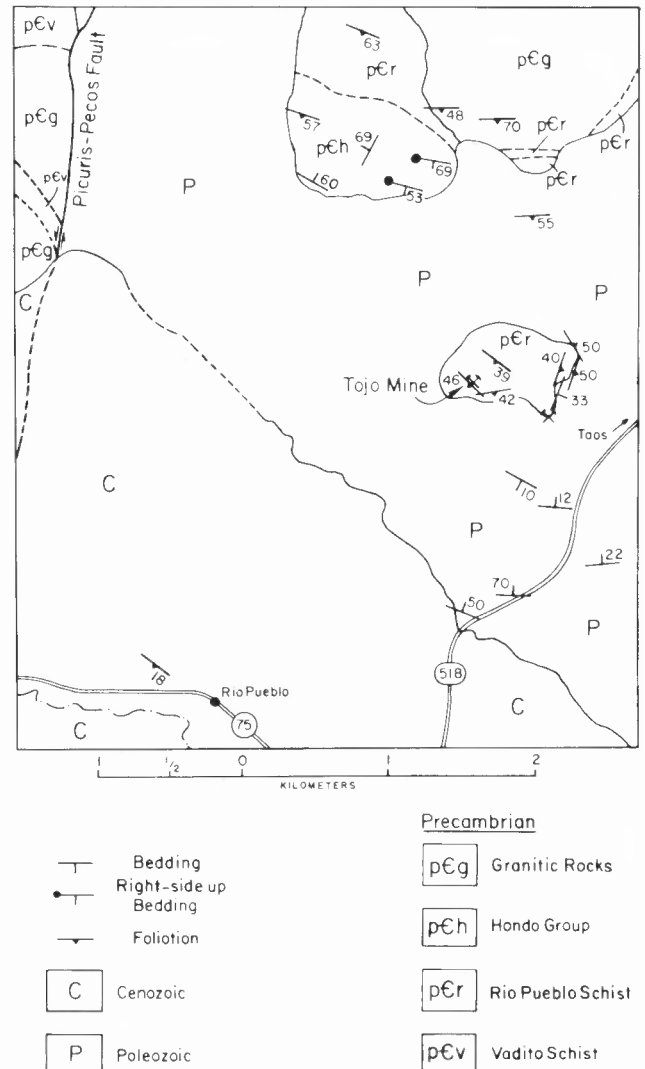 p€v
63
p€r
p€g
Picuris-Pecos Fault
p€g
57
48
70
p€r
p€r
69
p€h
p€v
P
60
69
p€r
53
p€g
55
C
P
P
p€r
50
40
39
50
Tojo Mine
46
42
33
Taos
C
10
12
P
22
70
50
P
18
Rio Pueblo
518
C
C
75
1
1/2
0
1
2
KILOMETERS
Precambrian
Bedding
p€g Granitic Rocks
Right-side up
Bedding
p€h Hondo Group
Foliotion
C Cenozoic
p€r Rio Pueblo Schist
P Poleozoic
p€v Vadito Schist